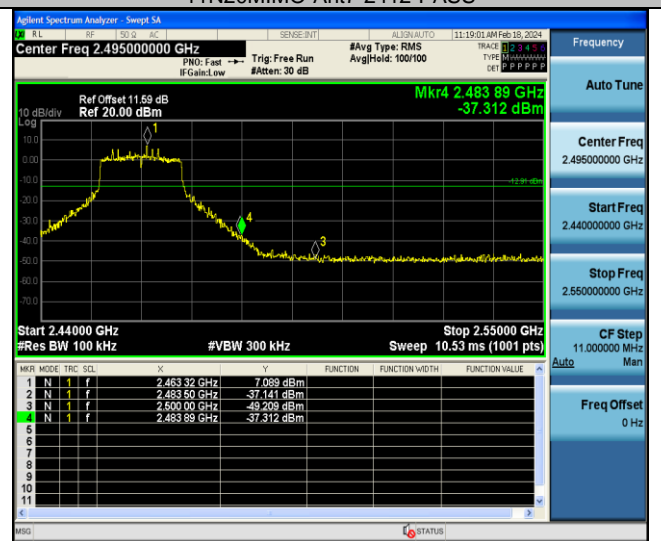 Agilent Spectrum Analyzer - Swept SA
RL RF 50 Ω AC SENSE:INT ALIGN AUTO 11:19:01 AM Feb 18, 2024
Center Freq 2.495000000 GHz
PNO: Fast Trig: Free Run
IFGain:Low #Atten: 30 dB
#Avg Type: RMS
Avg|Hold: 100/100
TRACE 1 2 3 4 5 6
TYPE M
DET P P P P P P
Frequency
Mkr4 2.483 89 GHz
-37.312 dBm
Ref Offset 11.59 dB
10 dB/div Ref 20.00 dBm
Log
10.0
0.00
-10.0
-20.0
-30.0
-40.0
-50.0
-60.0
-70.0
1
4
3
-12.91 dBm
Start 2.44000 GHz Stop 2.55000 GHz
#Res BW 100 kHz #VBW 300 kHz Sweep 10.53 ms (1001 pts)
MKR MODE TRC SCL X Y FUNCTION FUNCTION WIDTH FUNCTION VALUE
1 N 1 f 2.463 32 GHz 7.089 dBm
2 N 1 f 2.483 50 GHz -37.141 dBm
3 N 1 f 2.500 00 GHz -49.209 dBm
4 N 1 f 2.483 89 GHz -37.312 dBm
5
6
7
8
9
10
11
MSG STATUS
Auto Tune
Center Freq
2.495000000 GHz
Start Freq
2.440000000 GHz
Stop Freq
2.550000000 GHz
CF Step
11.000000 MHz
Auto Man
Freq Offset
0 Hz